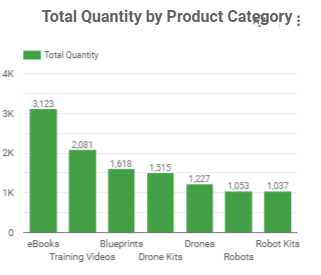 Total Quantity by Product Category
Total Quantity
4K
3K
2K
1K
0
3,123
2,081
1,618
1,515
1,227
1,053
1,037
eBooks
Training Videos
Blueprints
Drone Kits
Drones
Robots
Robot Kits